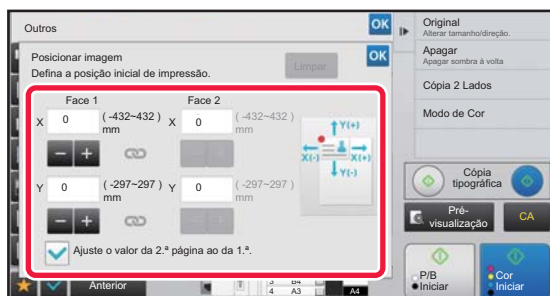 Outros
OK
Posicionar imagem
OK
Defina a posição inicial de impressão.
Limpar
Face 1
Face 2
X 0 (-432~432) mm
X 0 (-432~432) mm
Y(+)
X(-) X(+)
Y(-)
Y 0 (-297~297) mm
Y 0 (-297~297) mm
Ajuste o valor da 2.ª página ao da 1.ª.
Anterior
3 B4
4 A3
A4
Original
Alterar tamanho/direção.
Apagar
Apagar sombra à volta
Cópia 2 Lados
Modo de Cor
Cópia
tipográfica
Pré-
visualização
CA
P/B
Iniciar
Cor
Iniciar